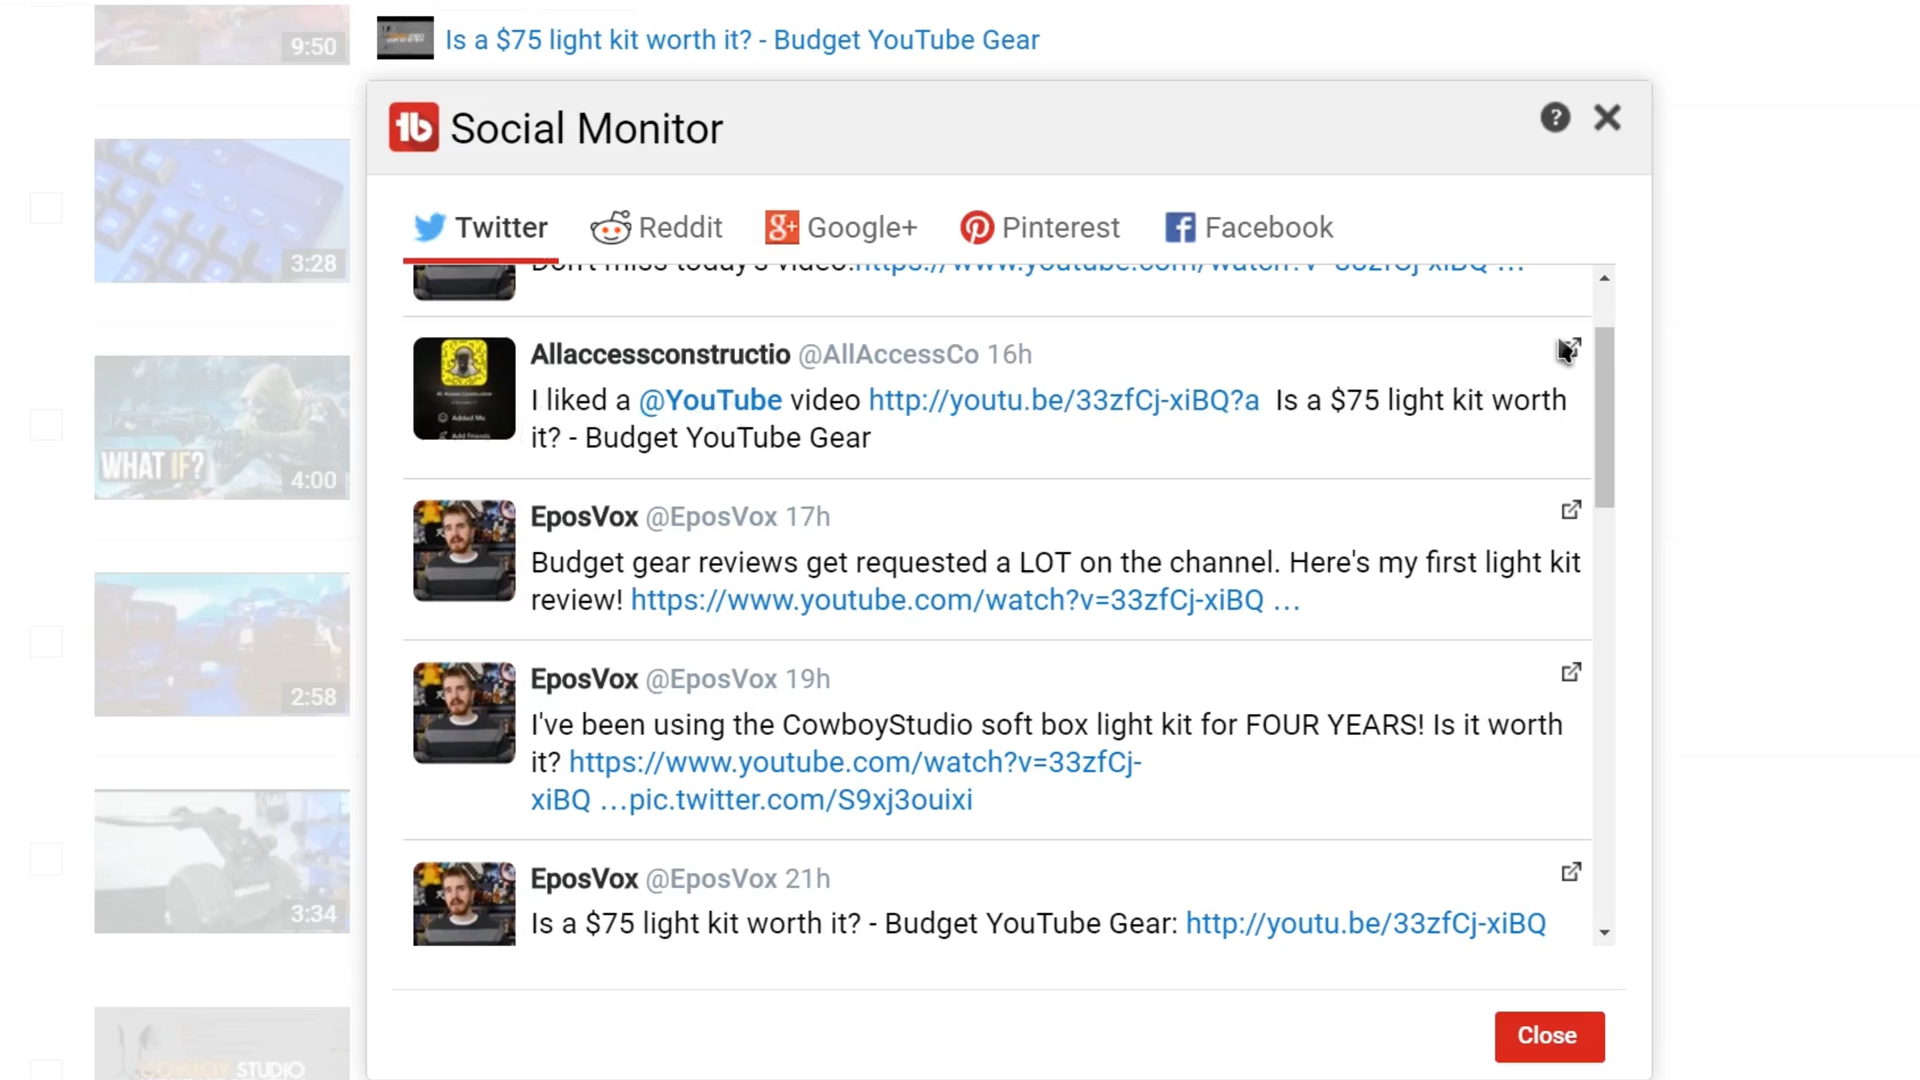 9:50
Is a $75 light kit worth it? - Budget YouTube Gear
tb Social Monitor
?
Twitter Reddit g+ Google+ Pinterest f Facebook
Don't miss today's video:https://www.youtube.com/watch?v=33zfCj-xiBQ …
3:28
Allaccessconstructio @AllAccessCo 16h
I liked a @YouTube video http://youtu.be/33zfCj-xiBQ?a Is a $75 light kit worth
it? - Budget YouTube Gear
Added Me
Add Friends
WHAT IF?
4:00
EposVox @EposVox 17h
Budget gear reviews get requested a LOT on the channel. Here's my first light kit
review! https://www.youtube.com/watch?v=33zfCj-xiBQ …
2:58
EposVox @EposVox 19h
I've been using the CowboyStudio soft box light kit for FOUR YEARS! Is it worth
it? https://www.youtube.com/watch?v=33zfCj-
xiBQ …pic.twitter.com/S9xj3ouixi
3:34
EposVox @EposVox 21h
Is a $75 light kit worth it? - Budget YouTube Gear: http://youtu.be/33zfCj-xiBQ
Close
COWBOY STUDIO